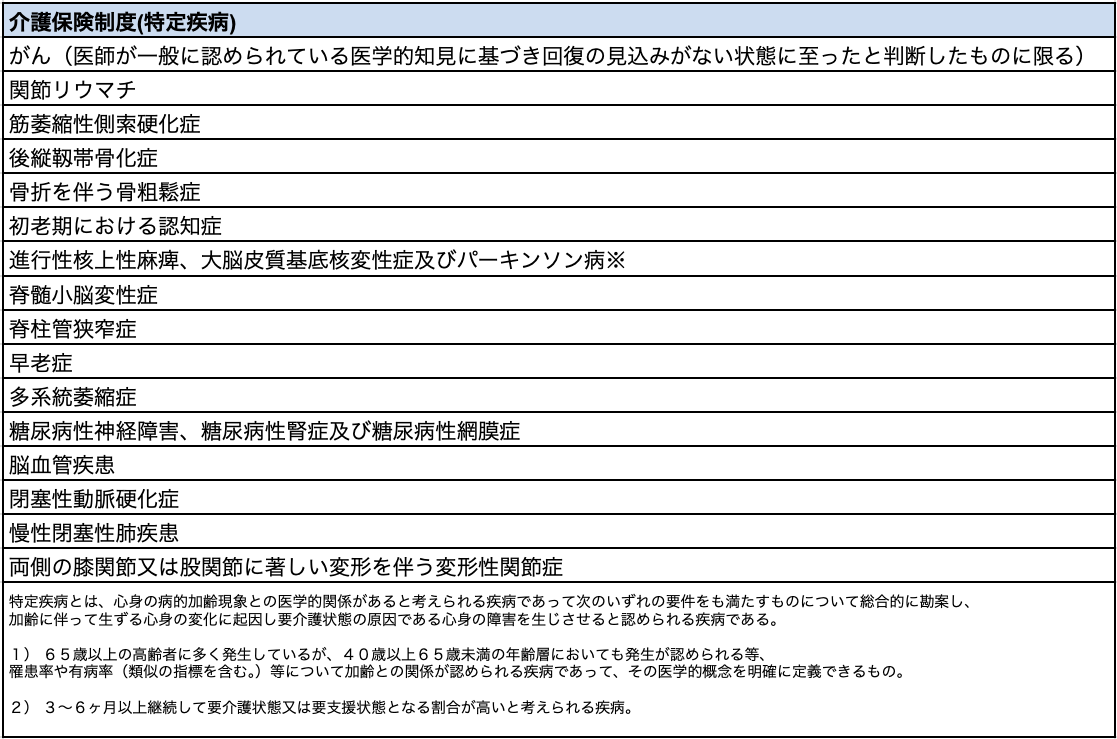 介護保険制度(特定疾病)
がん（医師が一般に認められている医学的知見に基づき回復の見込みがない状態に至ったと判断したものに限る）
関節リウマチ
筋萎縮性側索硬化症
後縦靱帯骨化症
骨折を伴う骨粗鬆症
初老期における認知症
進行性核上性麻痺、大脳皮質基底核変性症及びパーキンソン病※
脊髄小脳変性症
脊柱管狭窄症
早老症
多系統萎縮症
糖尿病性神経障害、糖尿病性腎症及び糖尿病性網膜症
脳血管疾患
閉塞性動脈硬化症
慢性閉塞性肺疾患
両側の膝関節又は股関節に著しい変形を伴う変形性関節症
特定疾病とは、心身の病的加齢現象との医学的関係があると考えられる疾病であって次のいずれの要件をも満たすものについて総合的に勘案し、
加齢に伴って生ずる心身の変化に起因し要介護状態の原因である心身の障害を生じさせると認められる疾病である。
１） ６５歳以上の高齢者に多く発生しているが、４０歳以上６５歳未満の年齢層においても発生が認められる等、
罹患率や有病率（類似の指標を含む。）等について加齢との関係が認められる疾病であって、その医学的概念を明確に定義できるもの。
２） ３〜６ヶ月以上継続して要介護状態又は要支援状態となる割合が高いと考えられる疾病。